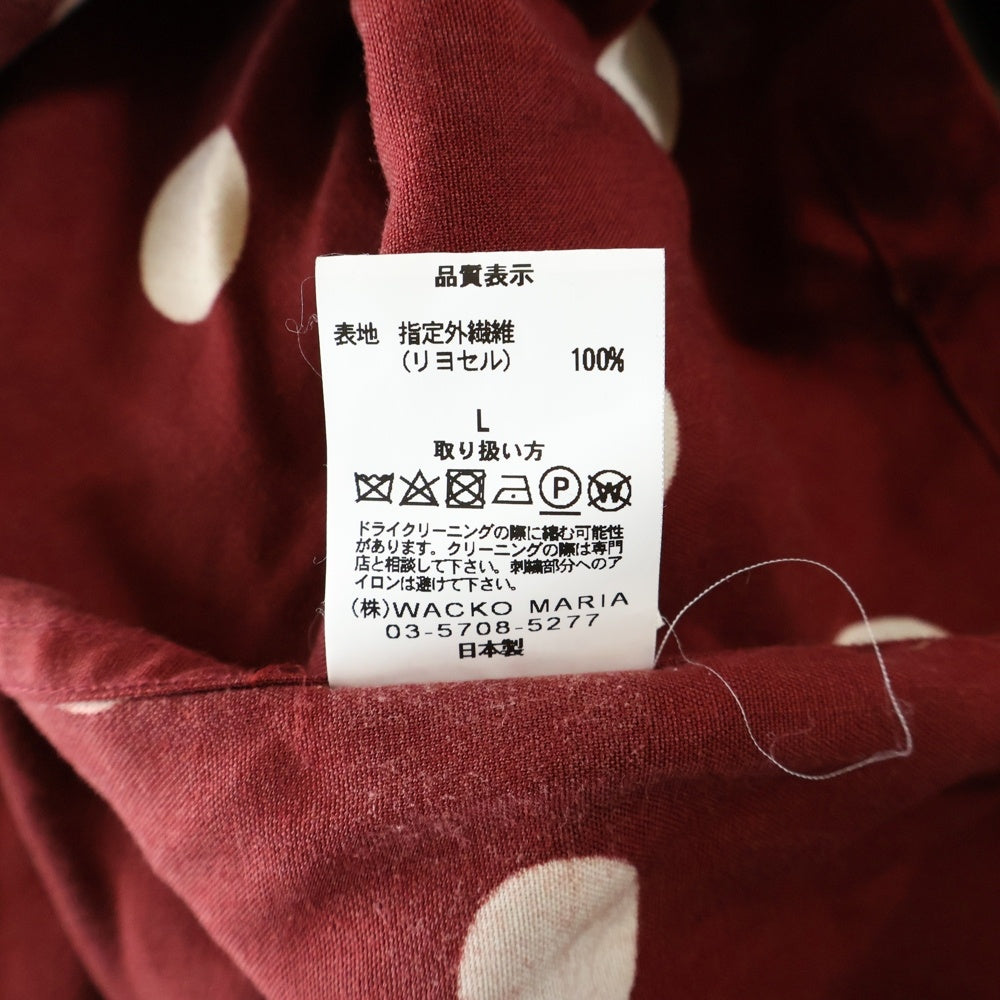 品質表示
表地 指定外繊維
(リヨセル) 100%
L
取り扱い方
P W
ドライクリーニングの際に縮む可能性
があります。クリーニングの際は専門
店と相談して下さい。刺繍部分へのア
イロンは避けて下さい。
(株)WACKO MARIA
03-5708-5277
日本製